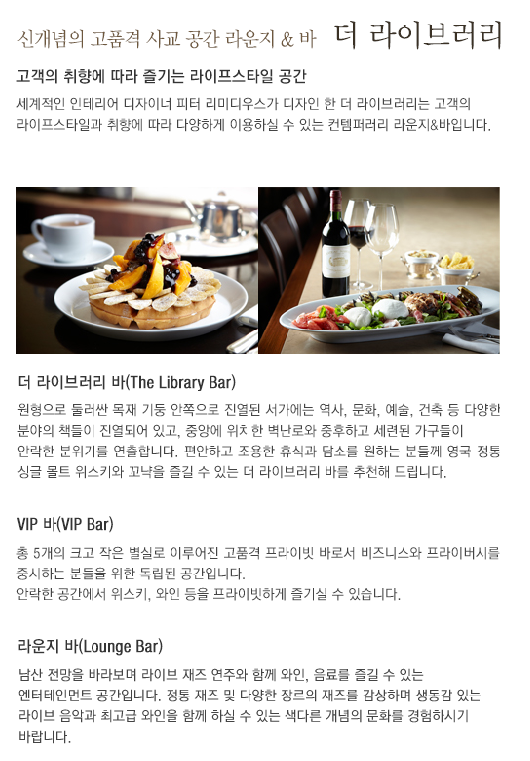 신개념의 고품격 사교 공간 라운지 & 바 더 라이브러리
고객의 취향에 따라 즐기는 라이프스타일 공간
세계적인 인테리어 디자이너 피터 리미디우스가 디자인 한 더 라이브러리는 고객의
라이프스타일과 취향에 따라 다양하게 이용하실 수 있는 컨템퍼러리 라운지&바입니다.
더 라이브러리 바(The Library Bar)
원형으로 둘러싼 목재 기둥 안쪽으로 진열된 서가에는 역사, 문화, 예술, 건축 등 다양한
분야의 책들이 진열되어 있고, 중앙에 위치한 벽난로와 중후하고 세련된 가구들이
안락한 분위기를 연출합니다. 편안하고 조용한 휴식과 담소를 원하는 분들께 영국 정통
싱글 몰트 위스키와 꼬냑을 즐길 수 있는 더 라이브러리 바를 추천해 드립니다.
VIP 바(VIP Bar)
총 5개의 크고 작은 별실로 이루어진 고품격 프라이빗 바로서 비즈니스와 프라이버시를
중시하는 분들을 위한 독립된 공간입니다.
안락한 공간에서 위스키, 와인 등을 프라이빗하게 즐기실 수 있습니다.
라운지 바(Lounge Bar)
남산 전망을 바라보며 라이브 재즈 연주와 함께 와인, 음료를 즐길 수 있는
엔터테인먼트 공간입니다. 정통 재즈 및 다양한 장르의 재즈를 감상하며 생동감 있는
라이브 음악과 최고급 와인을 함께 하실 수 있는 색다른 개념의 문화를 경험하시기
바랍니다.